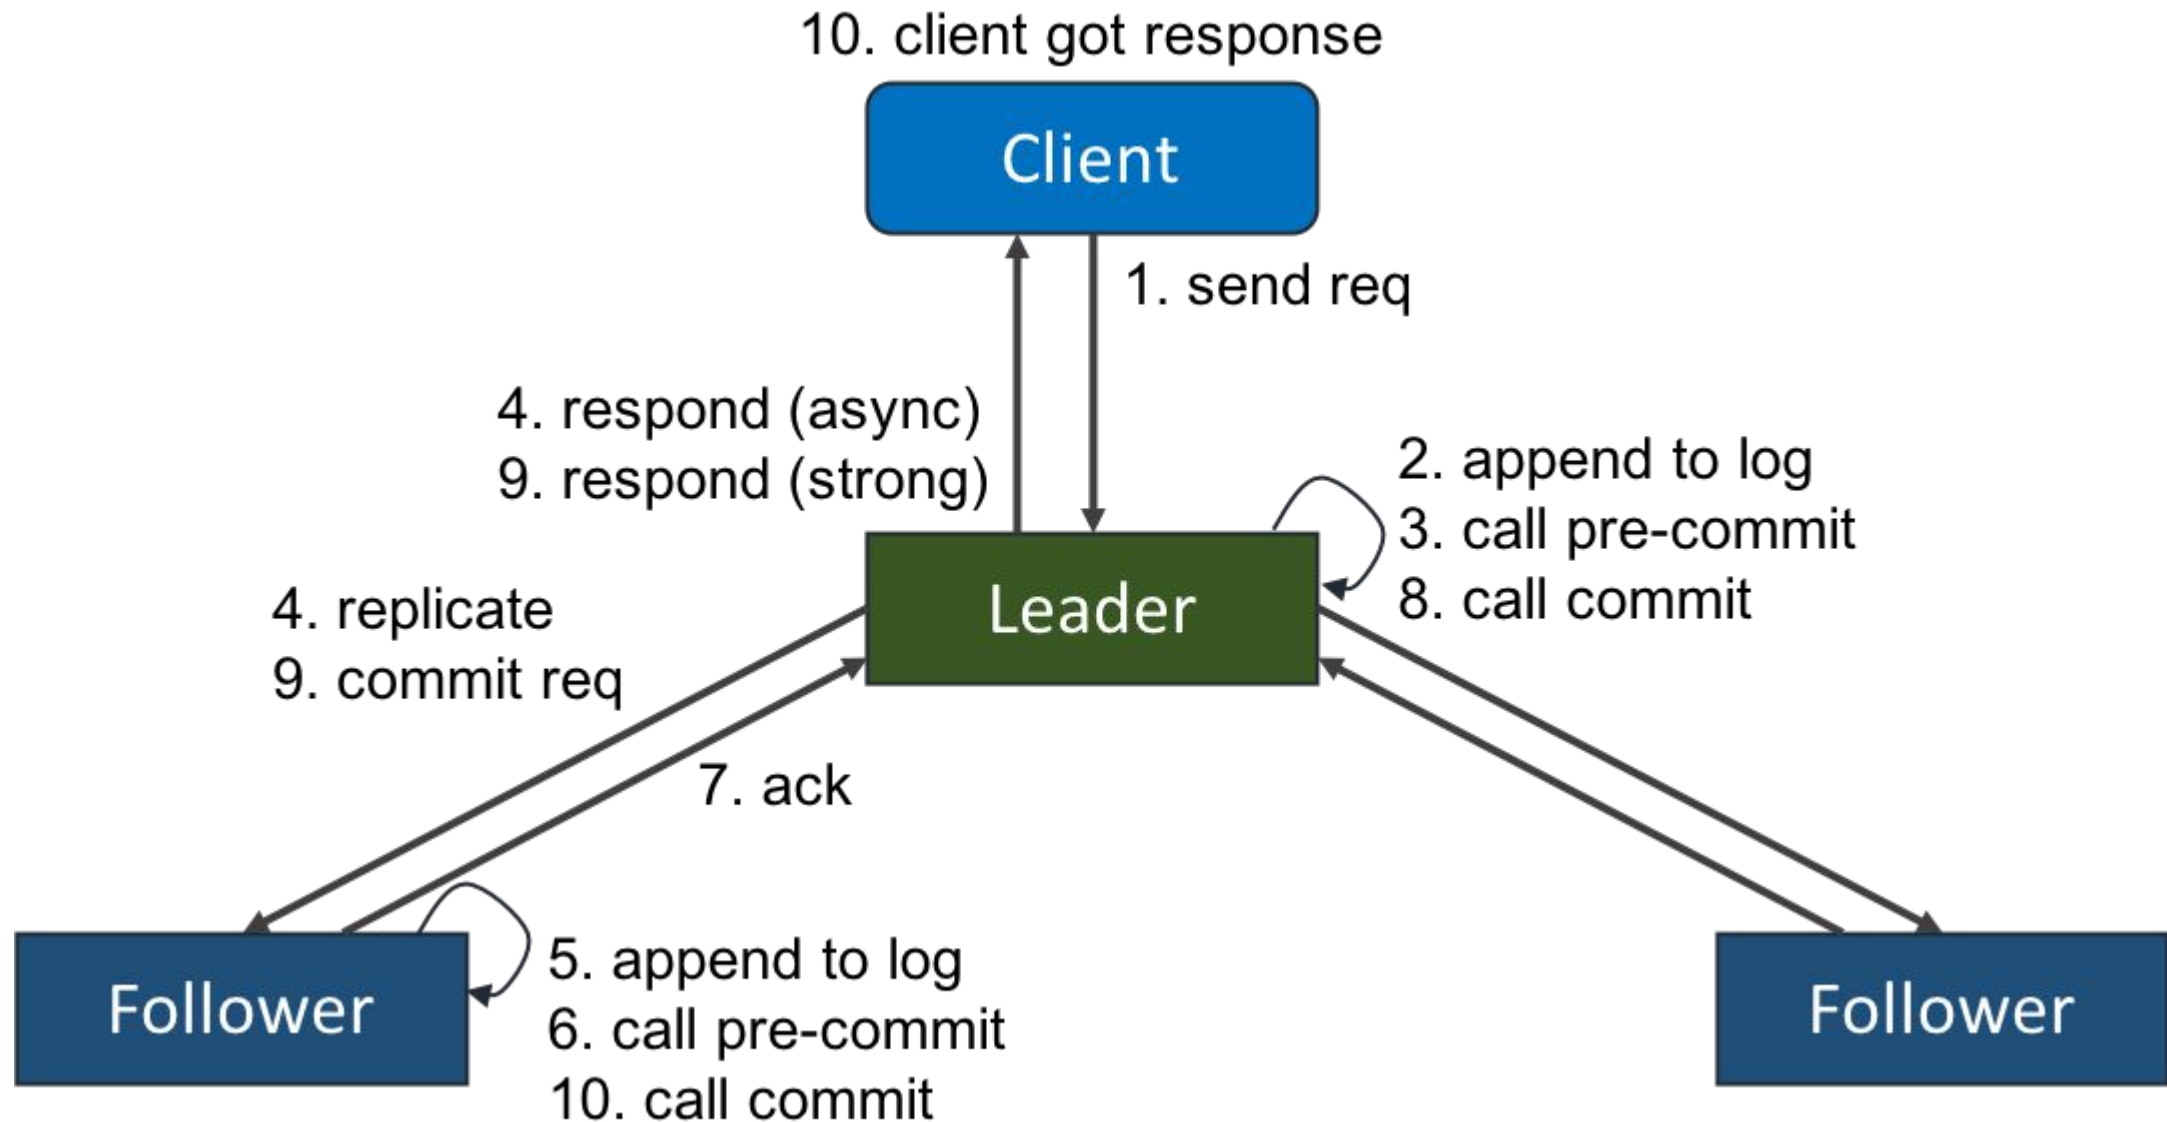 10. client got response
Client
1. send req
4. respond (async)
9. respond (strong)
2. append to log
3. call pre-commit
8. call commit
Leader
4. replicate
9. commit req
7. ack
Follower
5. append to log
6. call pre-commit
10. call commit
Follower